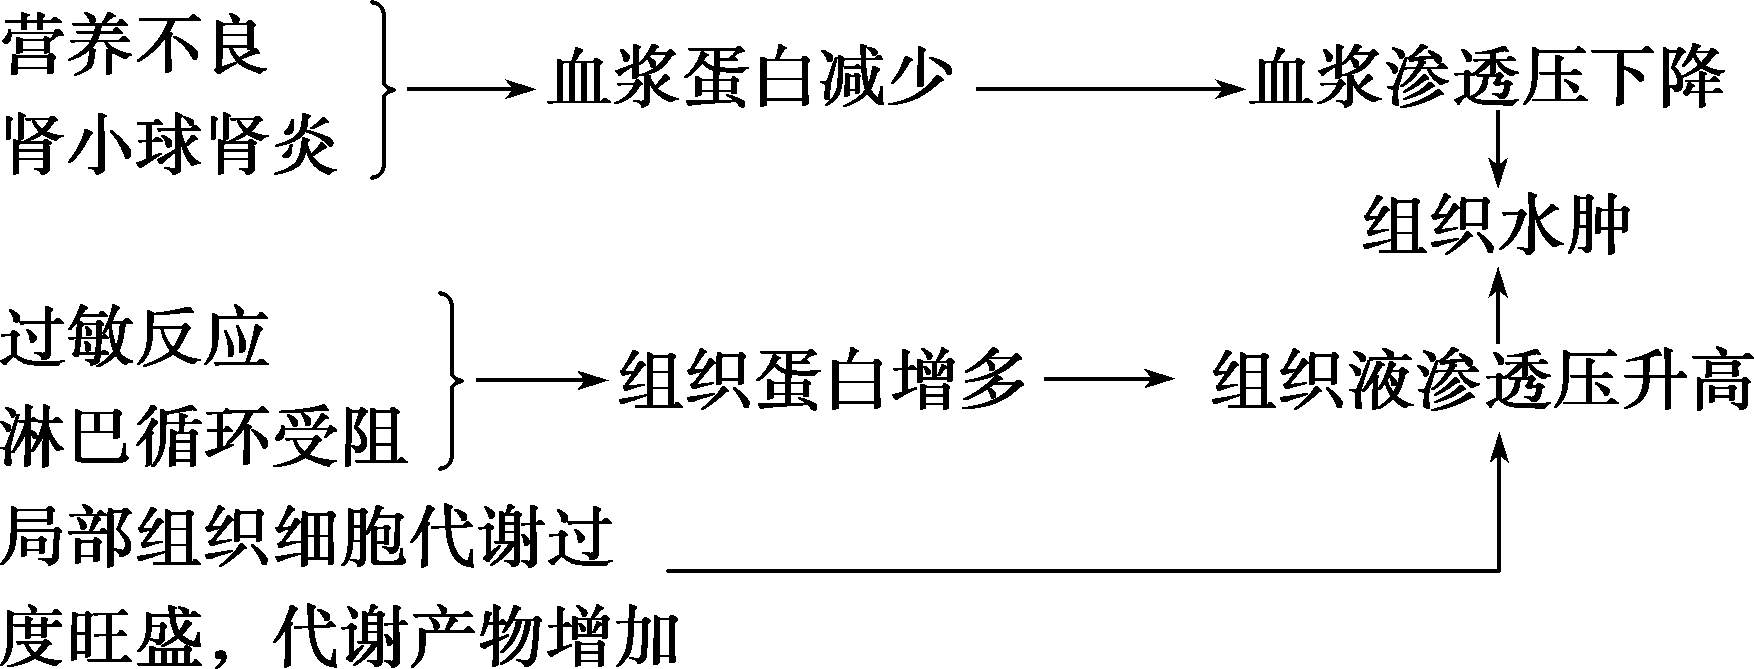 营养不良
肾小球肾炎
血浆蛋白减少
血浆渗透压下降
组织水肿
过敏反应
淋巴循环受阻
组织蛋白增多
组织液渗透压升高
局部组织细胞代谢过
度旺盛，代谢产物增加